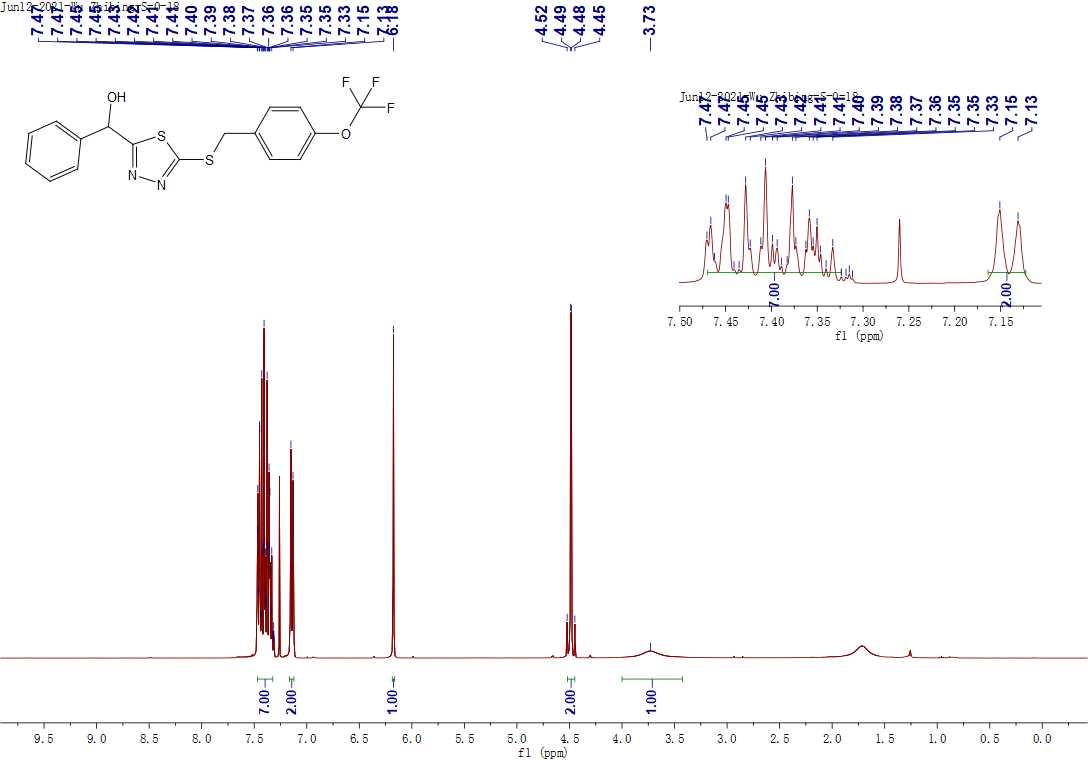 Jun12-2021-Wu Zhibing-S-0-18
7.47 7.47 7.45 7.45 7.43 7.42 7.41 7.41 7.40 7.39 7.38 7.37 7.36 7.36 7.35 7.35 7.33 7.15 7.13 6.18 4.52 4.49 4.48 4.45 3.73
F F
OH F
S O
S
N N
Jun12-2021-Wu Zhibing-S-0-18
7.47 7.47 7.45 7.45 7.43 7.42 7.41 7.41 7.40 7.39 7.38 7.37 7.36 7.35 7.35 7.33 7.15 7.13
7.00 2.00
7.50 7.45 7.40 7.35 7.30 7.25 7.20 7.15
f1 (ppm)
7.00 2.00 1.00 2.00 1.00
9.5 9.0 8.5 8.0 7.5 7.0 6.5 6.0 5.5 5.0 4.5 4.0 3.5 3.0 2.5 2.0 1.5 1.0 0.5 0.0
f1 (ppm)